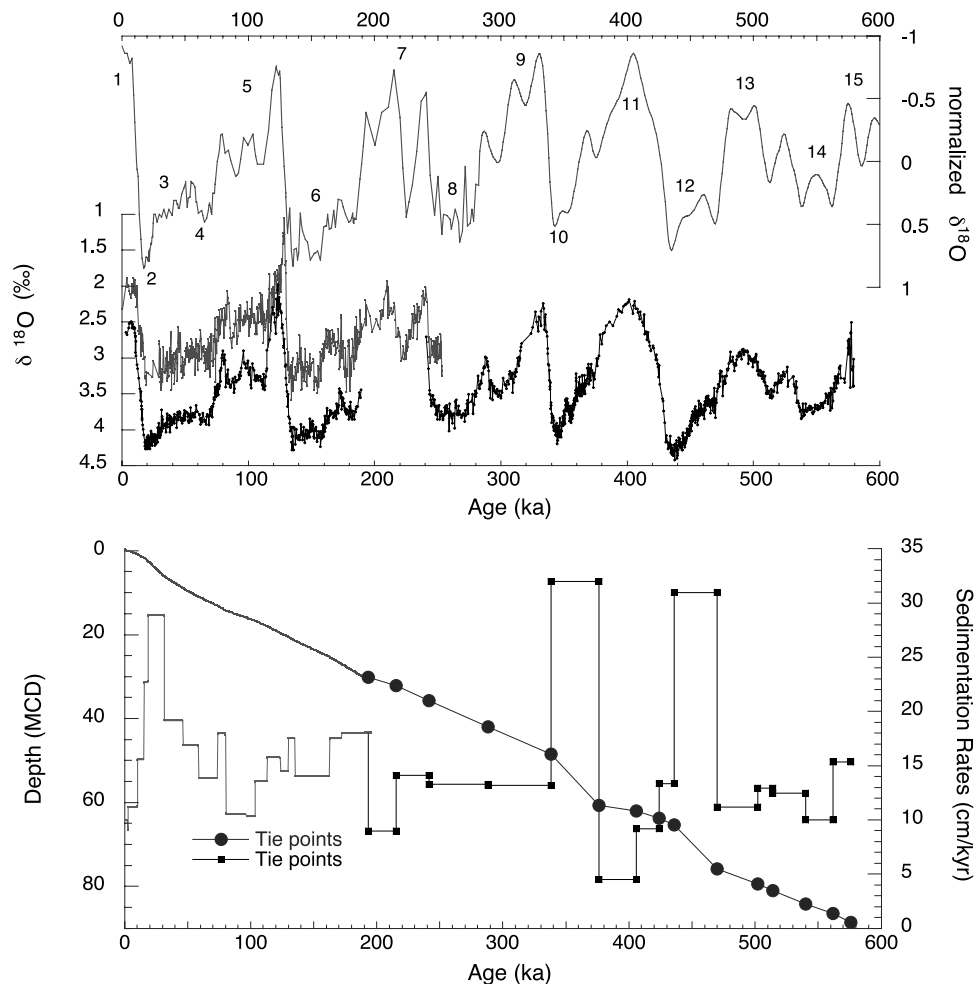 0 100 200 300 400 500 600
-1
-0.5
0
0.5
1
normalized δ18O
1 2 3 4 5 6 7 8 9 10 11 12 13 14 15
1
1.5
2
2.5
3
3.5
4
4.5
δ 18O (‰)
0 100 200 300 400 500 600
Age (ka)
0
20
40
60
80
Depth (MCD)
35
30
25
20
15
10
5
0
Sedimentation Rates (cm/kyr)
Tie points
Tie points
0 100 200 300 400 500 600
Age (ka)